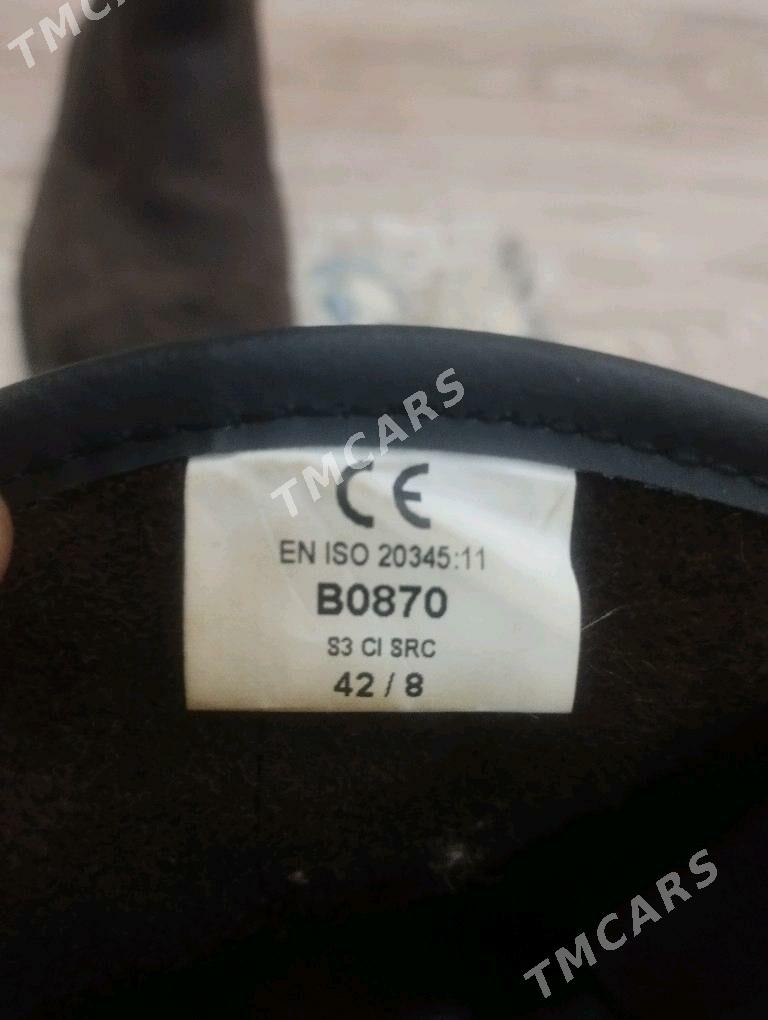 TMCARS
TMCARS
CE
EN ISO 20345:11
B0870
S3 CI SRC
42 / 8
TMCARS